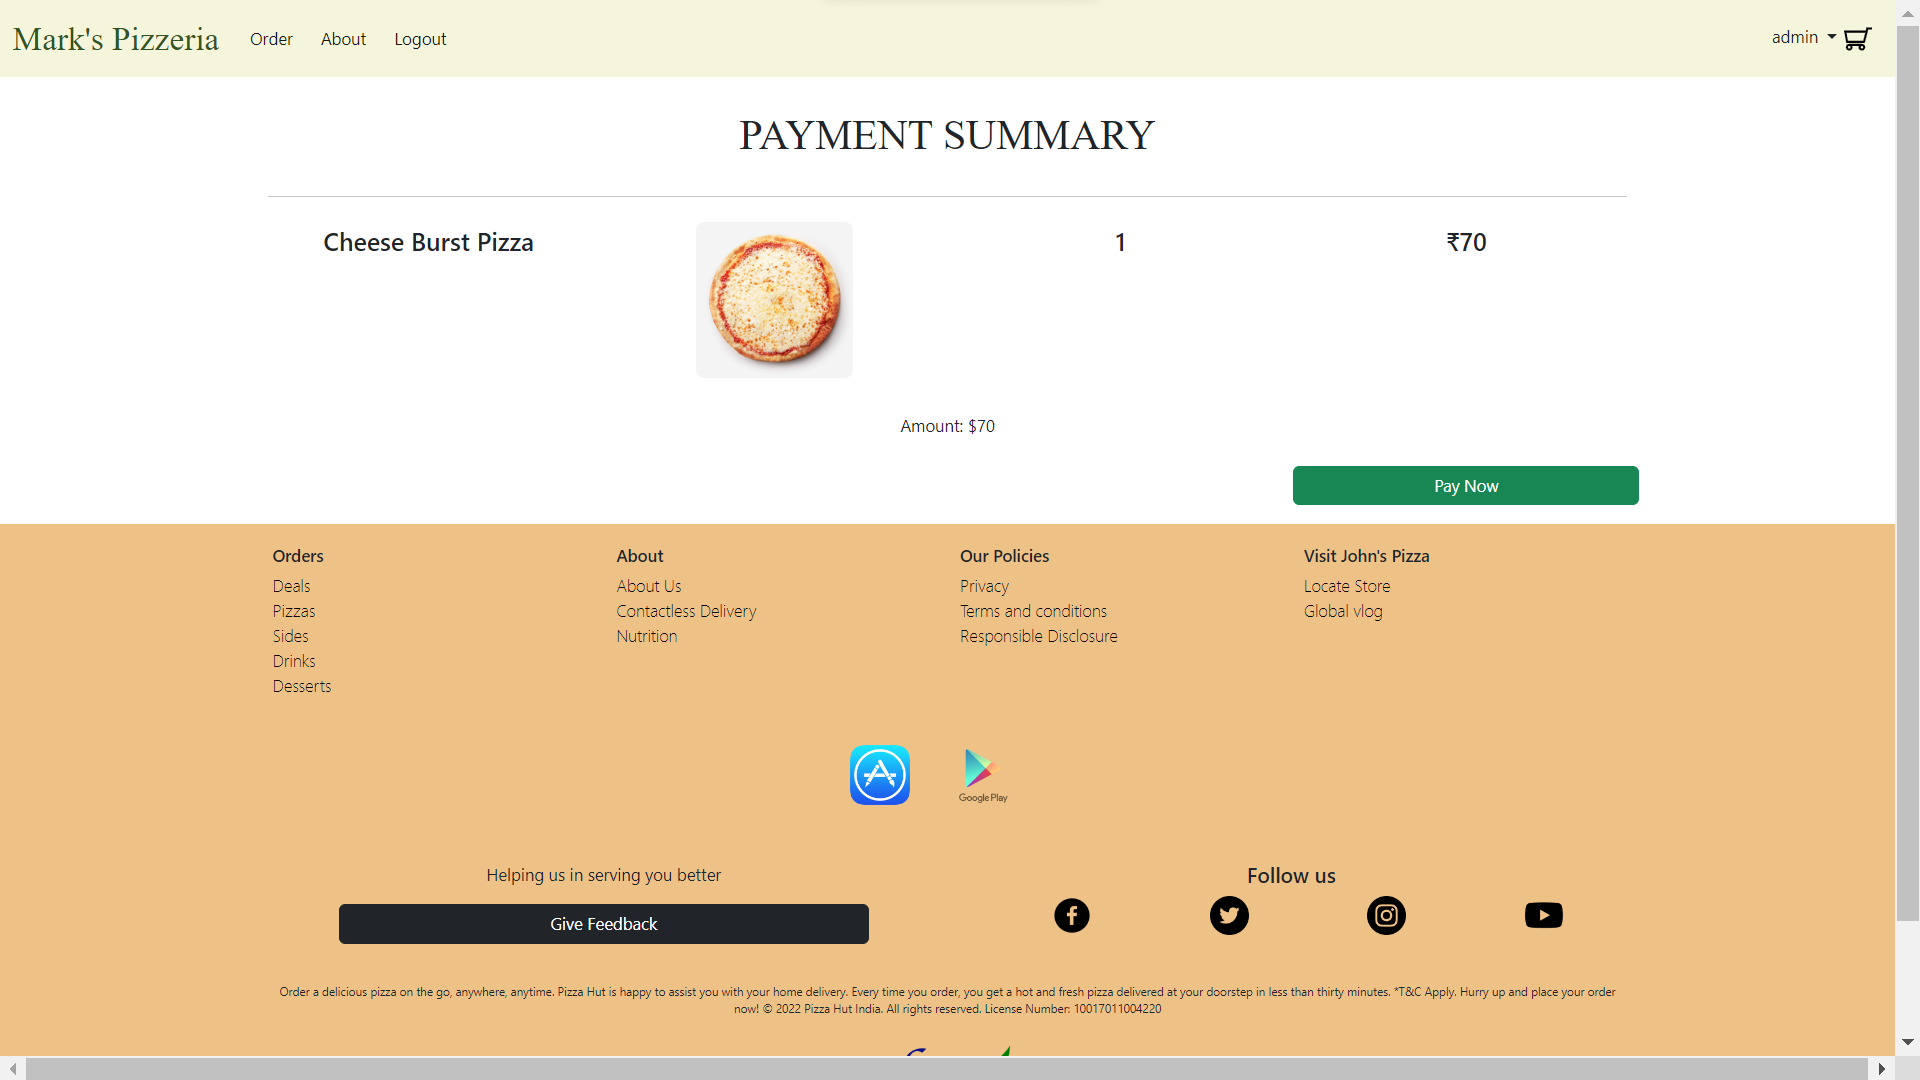 Mark's Pizzeria
Order
About
Logout
admin
PAYMENT SUMMARY
Cheese Burst Pizza
1
₹70
Amount: $70
Pay Now
Orders
Deals
Pizzas
Sides
Drinks
Desserts
About
About Us
Contactless Delivery
Nutrition
Our Policies
Privacy
Terms and conditions
Responsible Disclosure
Visit John's Pizza
Locate Store
Global vlog
Google Play
Helping us in serving you better
Give Feedback
Follow us
Order a delicious pizza on the go, anywhere, anytime. Pizza Hut is happy to assist you with your home delivery. Every time you order, you get a hot and fresh pizza delivered at your doorstep in less than thirty minutes. *T&C Apply. Hurry up and place your order
now! © 2022 Pizza Hut India. All rights reserved. License Number: 10017011004220